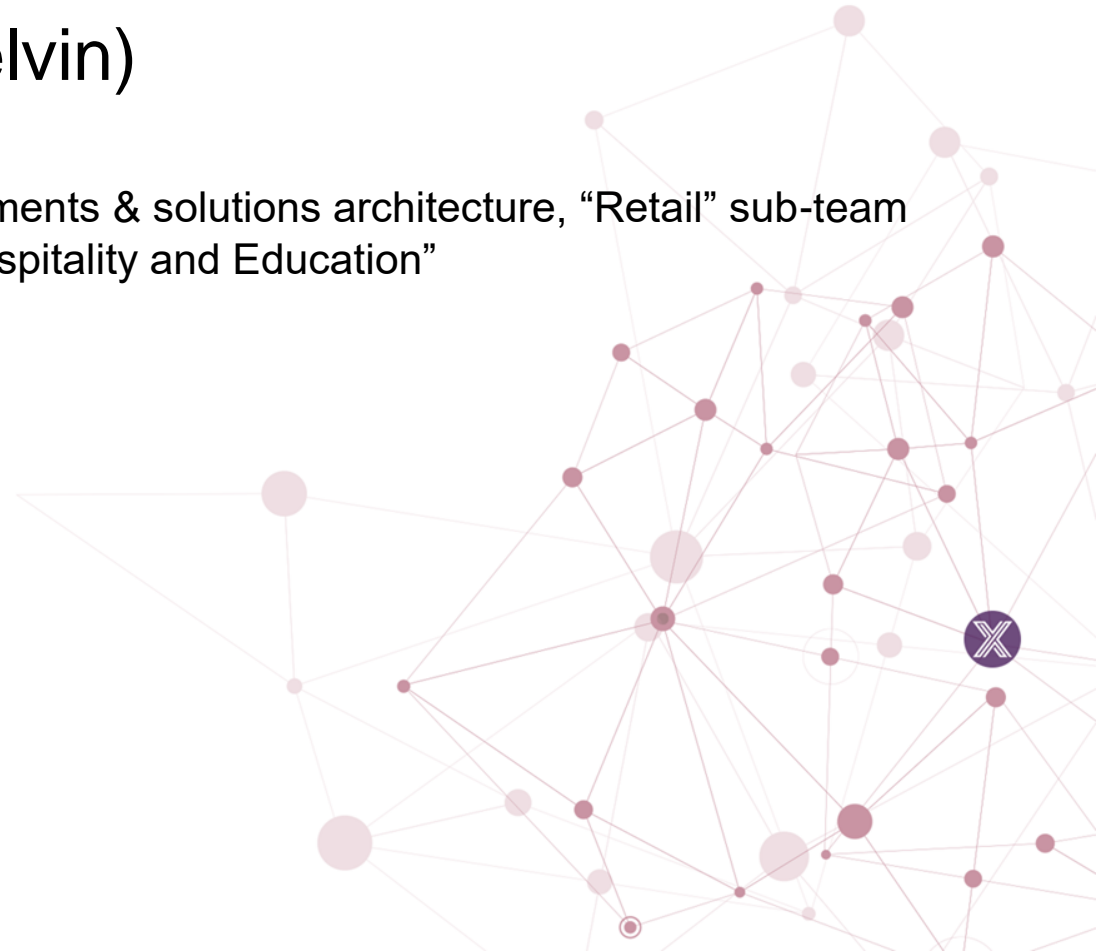 elvin)
ments & solutions architecture, “Retail” sub-team
spitality and Education”